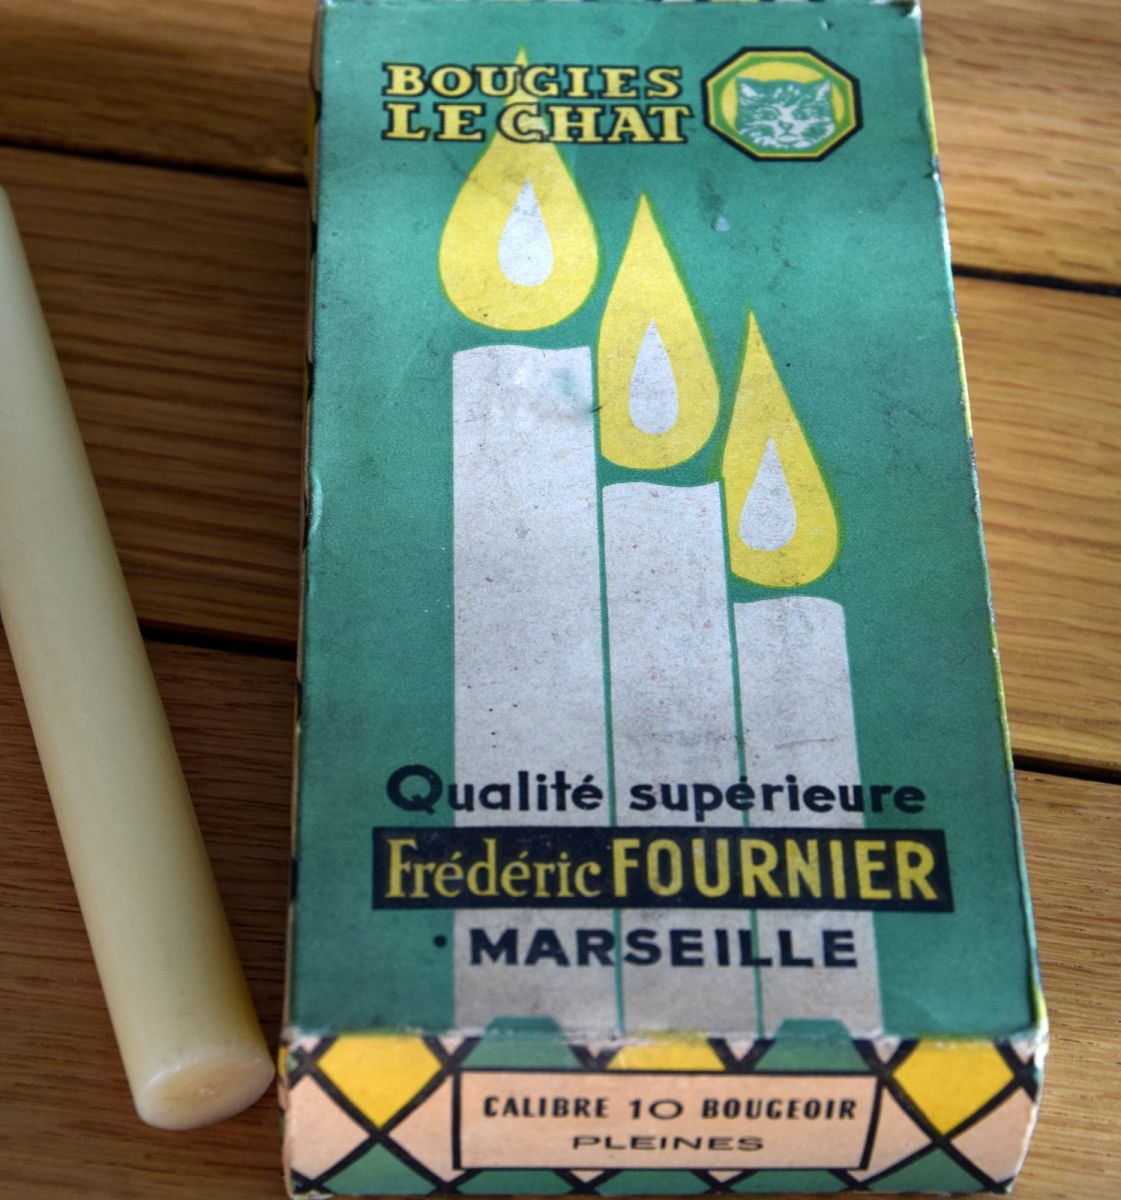 BOUGIES
LE CHAT
Qualité supérieure
Frédéric FOURNIER
MARSEILLE
CALIBRE 10 BOUGEOIR
PLEINES